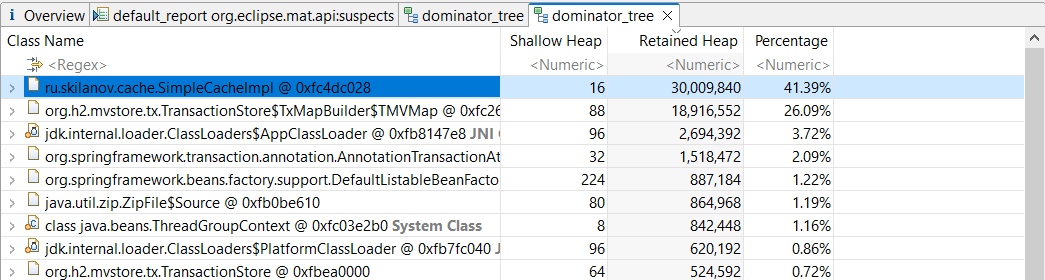 Overview default_report org.eclipse.mat.api:suspects dominator_tree dominator_tree
Class Name Shallow Heap Retained Heap Percentage
<Regex> <Numeric> <Numeric> <Numeric>
ru.skilanov.cache.SimpleCacheImpl @ 0xfc4dc028 16 30,009,840 41.39%
org.h2.mvstore.tx.TransactionStore$TxMapBuilder$TMVMap @ 0xfc26 88 18,916,552 26.09%
jdk.internal.loader.ClassLoaders$AppClassLoader @ 0xfb8147e8 JNI 96 2,694,392 3.72%
org.springframework.transaction.annotation.AnnotationTransactionAt 32 1,518,472 2.09%
org.springframework.beans.factory.support.DefaultListableBeanFacto 224 887,184 1.22%
java.util.zip.ZipFile$Source @ 0xfb0be610 80 864,968 1.19%
class java.beans.ThreadGroupContext @ 0xfc03e2b0 System Class 8 842,448 1.16%
jdk.internal.loader.ClassLoaders$PlatformClassLoader @ 0xfb7fc040 96 620,192 0.86%
org.h2.mvstore.tx.TransactionStore @ 0xfbea0000 64 524,592 0.72%